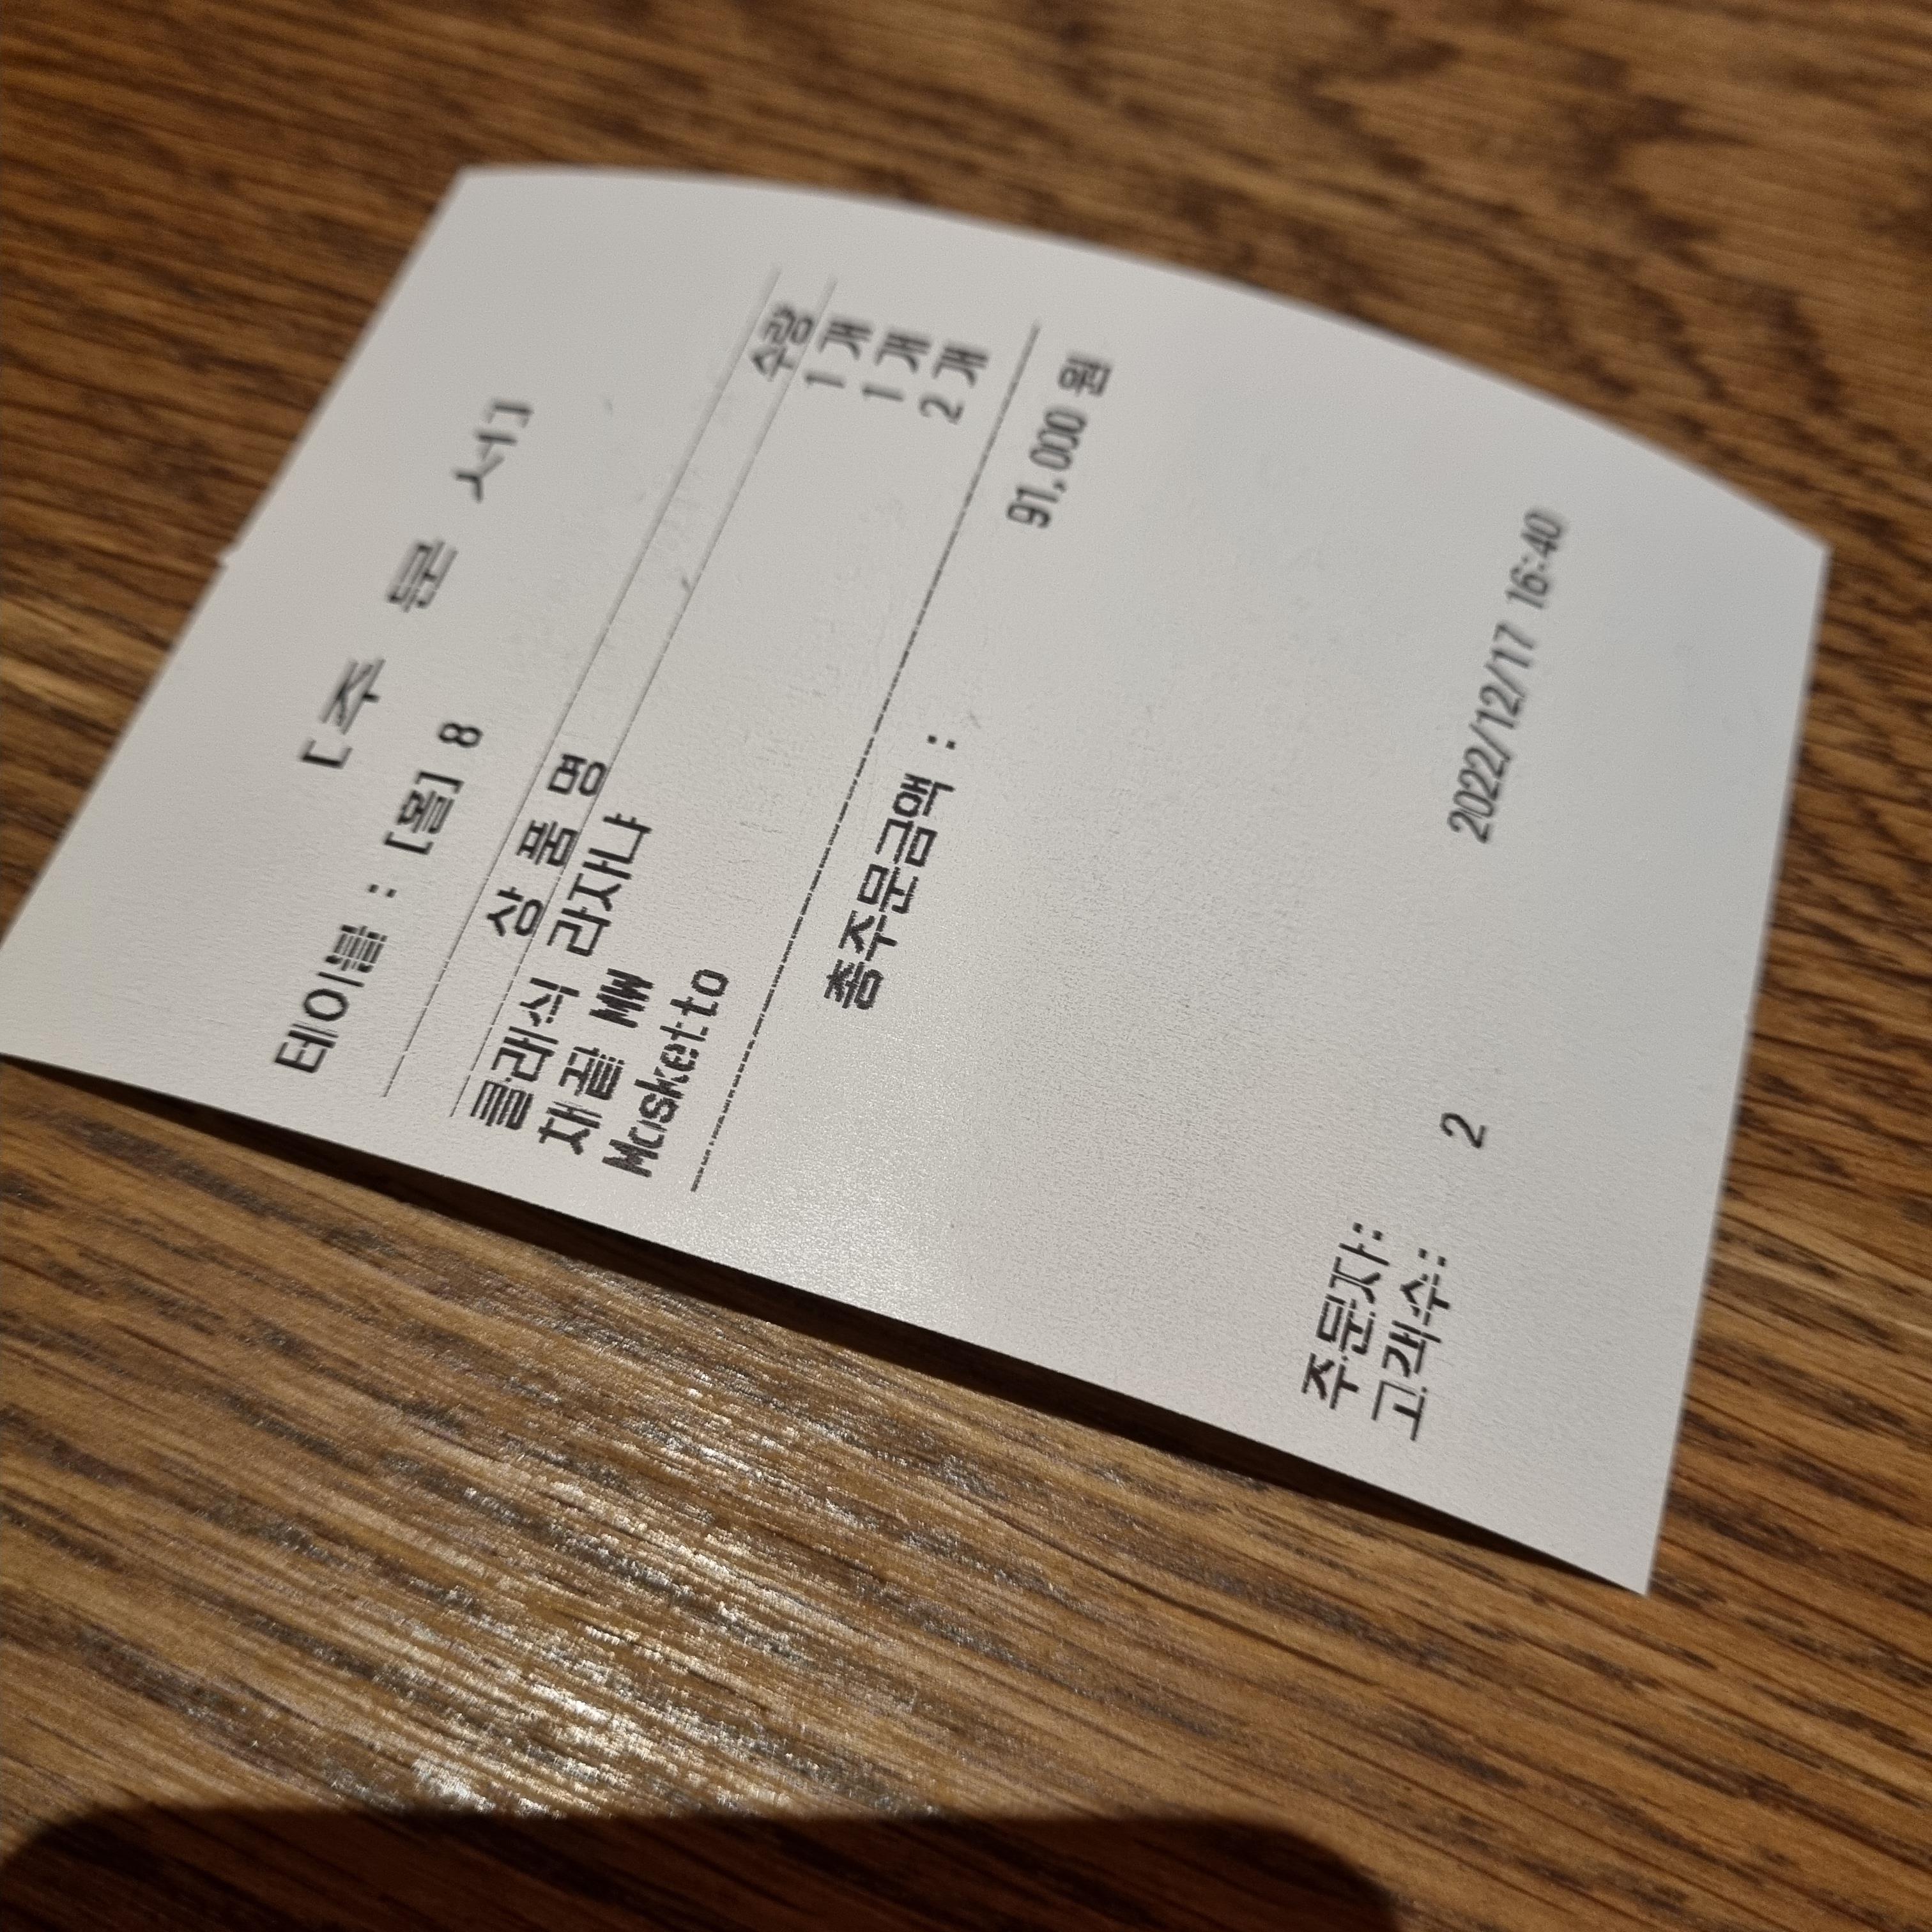 [주 문 서]
테이블 : [홀] 8
상 품 명 수량
클래식 라자냐 1 개
채끝 MW 1 개
Masketto 2 개
총주문금액 : 91,000 원
주문자:
고객수: 2 2022/12/17 16:40